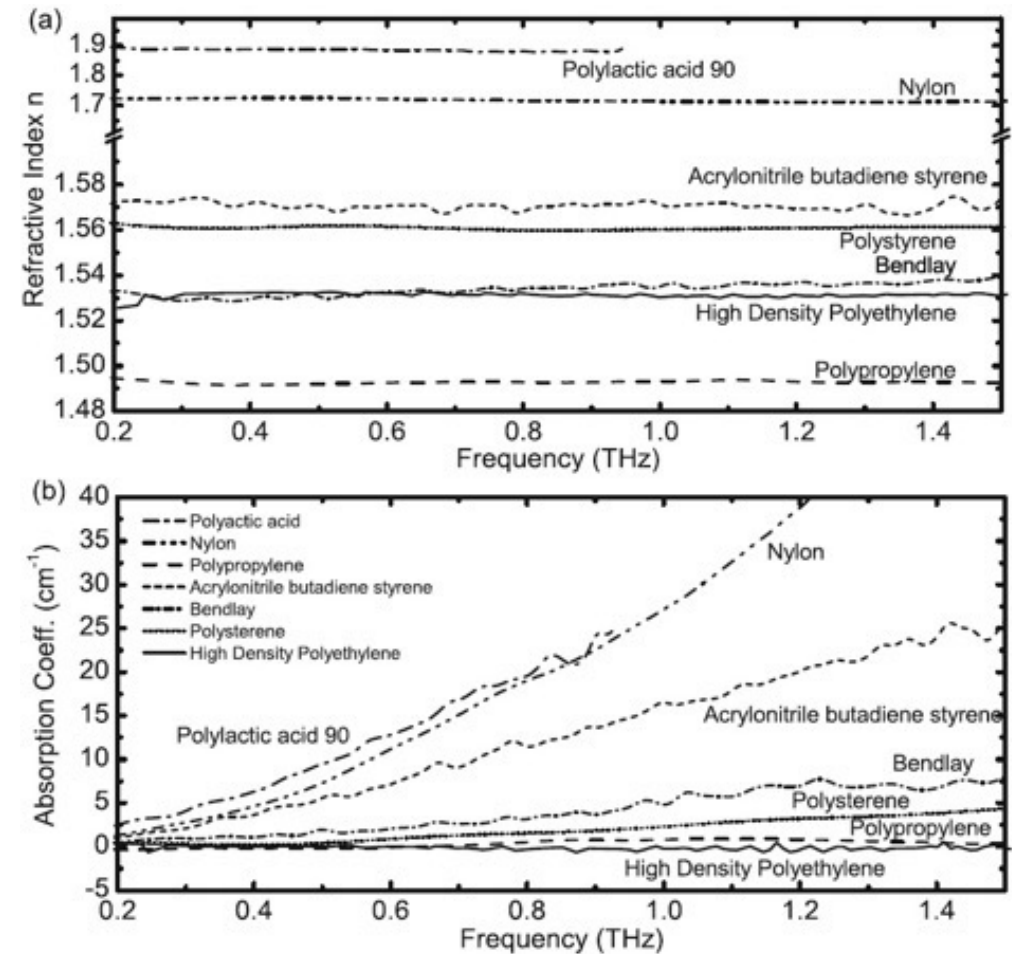 (a)
1.9
1.8
1.7
1.58
1.56
1.54
1.52
1.50
1.48
Refractive Index n
Polylactic acid 90
Nylon
Acrylonitrile butadiene styrene
Polystyrene
Bendlay
High Density Polyethylene
Polypropylene
0.2 0.4 0.6 0.8 1.0 1.2 1.4
Frequency (THz)
(b)
40
35
30
25
20
15
10
5
0
-5
Absorption Coeff. (cm⁻¹)
Polyactic acid
Nylon
Polypropylene
Acrylonitrile butadiene styrene
Bendlay
Polysterene
High Density Polyethylene
Nylon
Polylactic acid 90
Acrylonitrile butadiene styrene
Bendlay
Polysterene
Polypropylene
High Density Polyethylene
0.2 0.4 0.6 0.8 1.0 1.2 1.4
Frequency (THz)